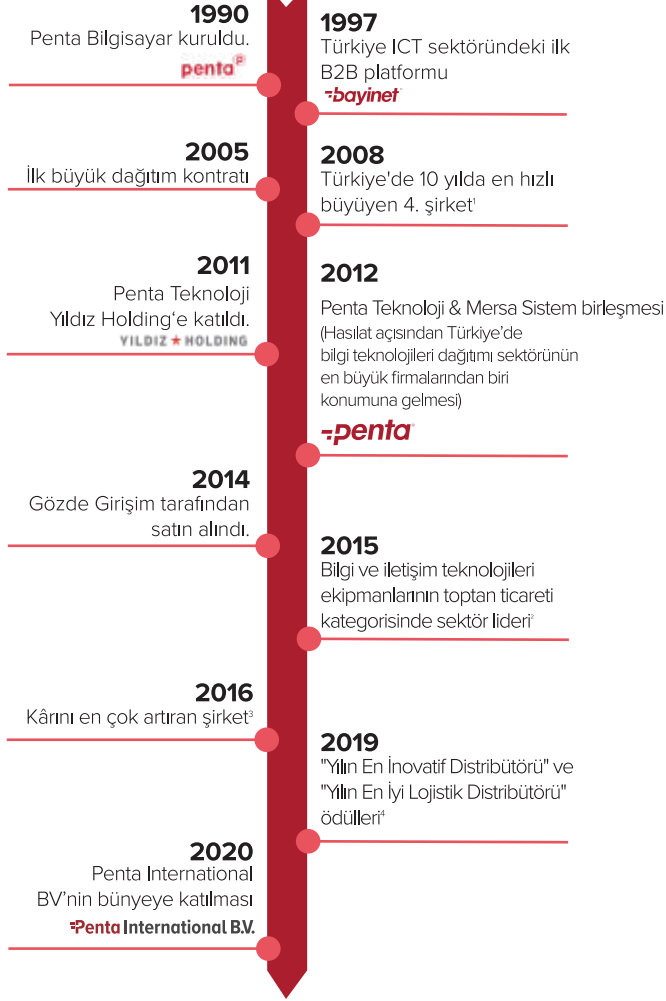 1990
Penta Bilgisayar kuruldu.
penta
1997
Türkiye ICT sektöründeki ilk
B2B platformu
bayinet
2005
İlk büyük dağıtım kontratı
2008
Türkiye'de 10 yılda en hızlı
büyüyen 4. şirket¹
2011
Penta Teknoloji
Yıldız Holding‘e katıldı.
YILDIZ ★ HOLDING
2012
Penta Teknoloji & Mersa Sistem birleşmesi
(Hasılat açısından Türkiye’de
bilgi teknolojileri dağıtımı sektörünün
en büyük firmalarından biri
konumuna gelmesi)
penta
2014
Gözde Girişim tarafından
satın alındı.
2015
Bilgi ve iletişim teknolojileri
ekipmanlarının toptan ticareti
kategorisinde sektör lideri²
2016
Kârını en çok artıran şirket³
2019
"Yılın En İnovatif Distribütörü" ve
"Yılın En İyi Lojistik Distribütörü"
ödülleri⁴
2020
Penta International
BV’nin bünyeye katılması
Penta International B.V.